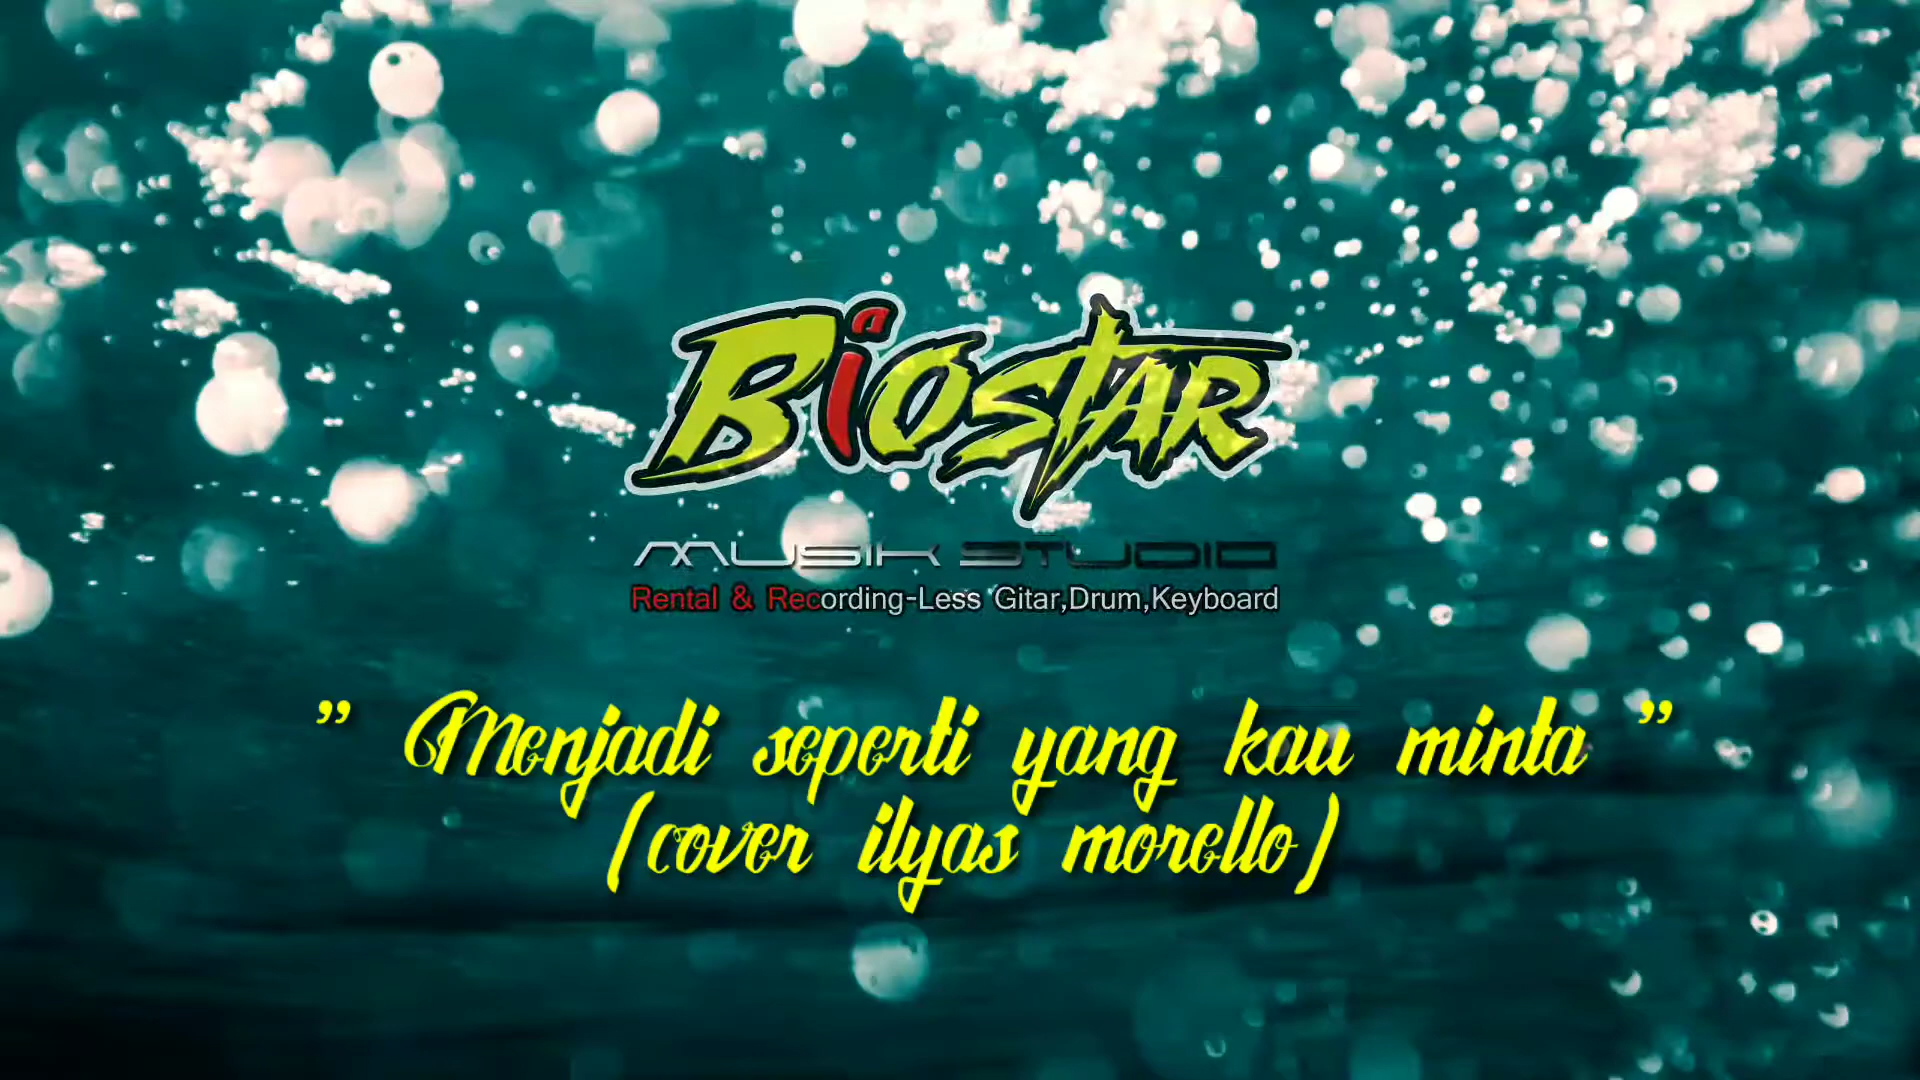 BiOSTAR
MUSIK STUDIO
Rental & Recording-Less Gitar,Drum,Keyboard
" Menjadi seperti yang kau minta "
(cover ilyas morello)